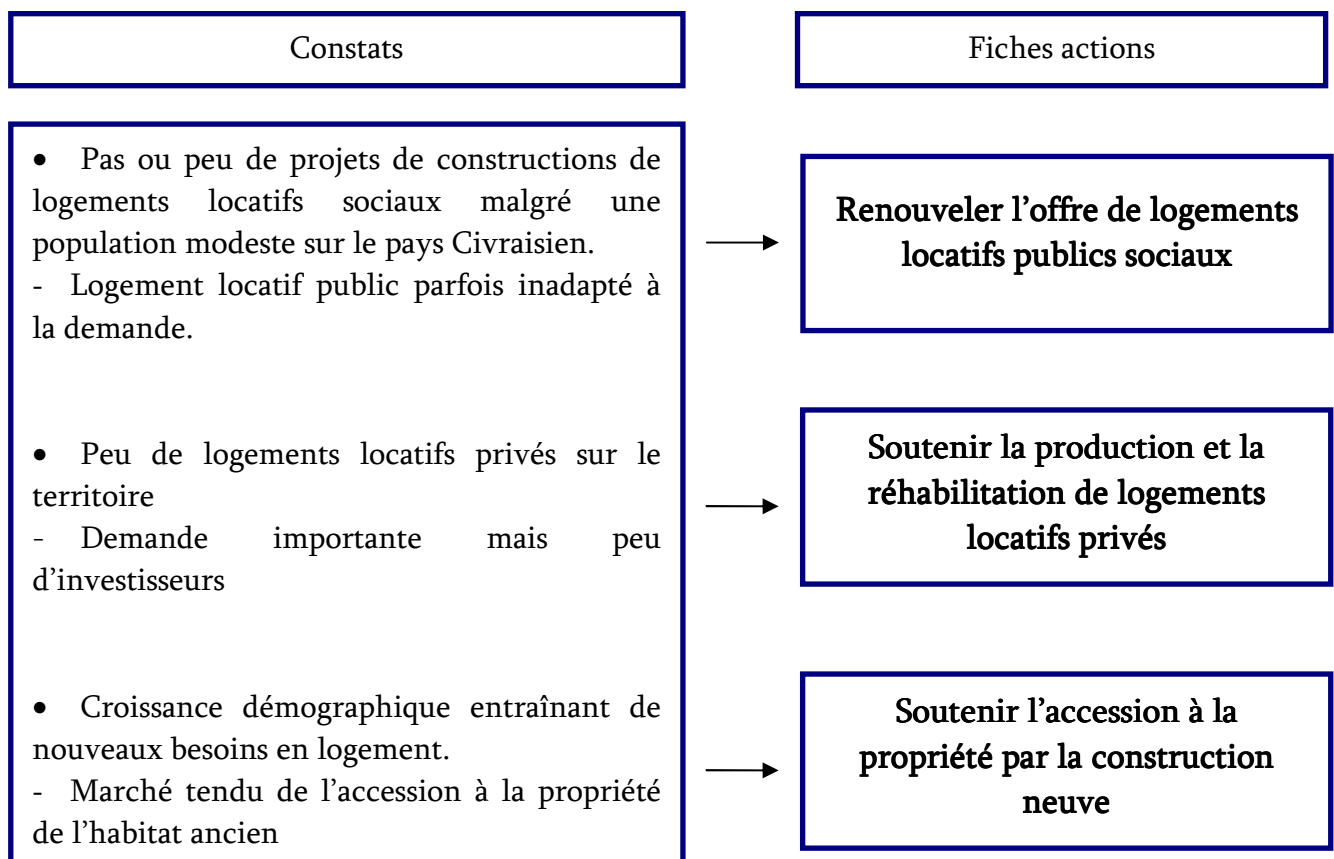 Constats
Fiches actions
• Pas ou peu de projets de constructions de
logements locatifs sociaux malgré une
population modeste sur le pays Civraisien.
- Logement locatif public parfois inadapté à
la demande.
Renouveler l’offre de logements
locatifs publics sociaux
• Peu de logements locatifs privés sur le
territoire
- Demande importante mais peu
d’investisseurs
Soutenir la production et la
réhabilitation de logements
locatifs privés
• Croissance démographique entraînant de
nouveaux besoins en logement.
- Marché tendu de l’accession à la propriété
de l’habitat ancien
Soutenir l’accession à la
propriété par la construction
neuve